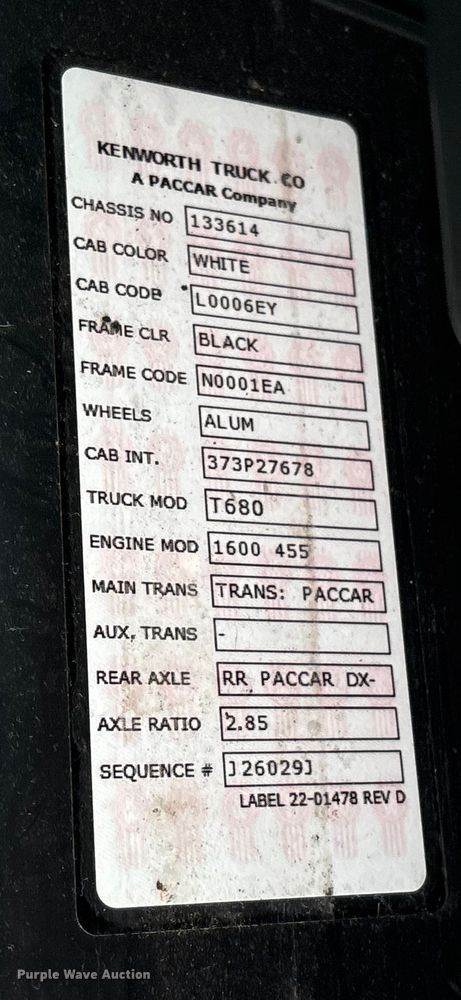 KENWORTH TRUCK CO
A PACCAR Company
CHASSIS NO 133614
CAB COLOR WHITE
CAB CODE L0006EY
FRAME CLR BLACK
FRAME CODE N0001EA
WHEELS ALUM
CAB INT. 373P27678
TRUCK MOD T680
ENGINE MOD 1600 455
MAIN TRANS TRANS: PACCAR
AUX. TRANS -
REAR AXLE RR PACCAR DX-
AXLE RATIO 2.85
SEQUENCE # J26029J
LABEL 22-01478 REV D
Purple Wave Auction